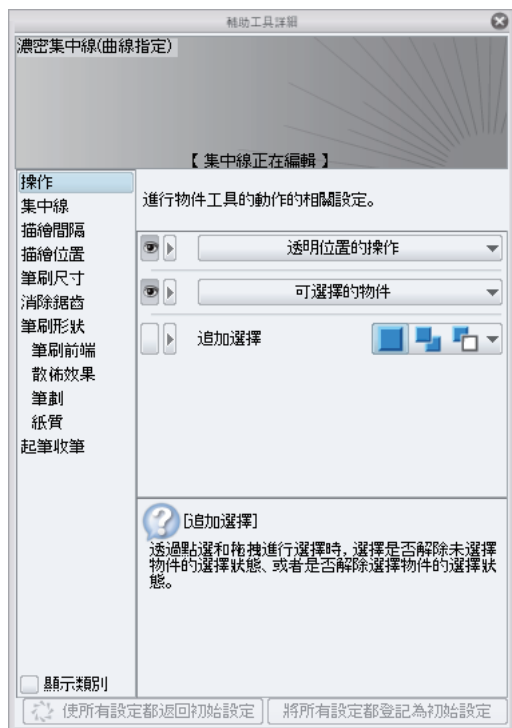 輔助工具詳細
濃密集中線(曲線指定)
【 集中線正在編輯 】
操作
集中線
描繪間隔
描繪位置
筆刷尺寸
消除鋸齒
筆刷形狀
筆刷前端
散佈效果
筆劃
紙質
起筆收筆
顯示類別
進行物件工具的動作的相關設定。
透明位置的操作
可選擇的物件
追加選擇
[追加選擇]
透過點選和拖拽進行選擇時,選擇是否解除未選擇
物件的選擇狀態、或者是否解除選擇物件的選擇狀
態。
使所有設定都返回初始設定
將所有設定都登記為初始設定